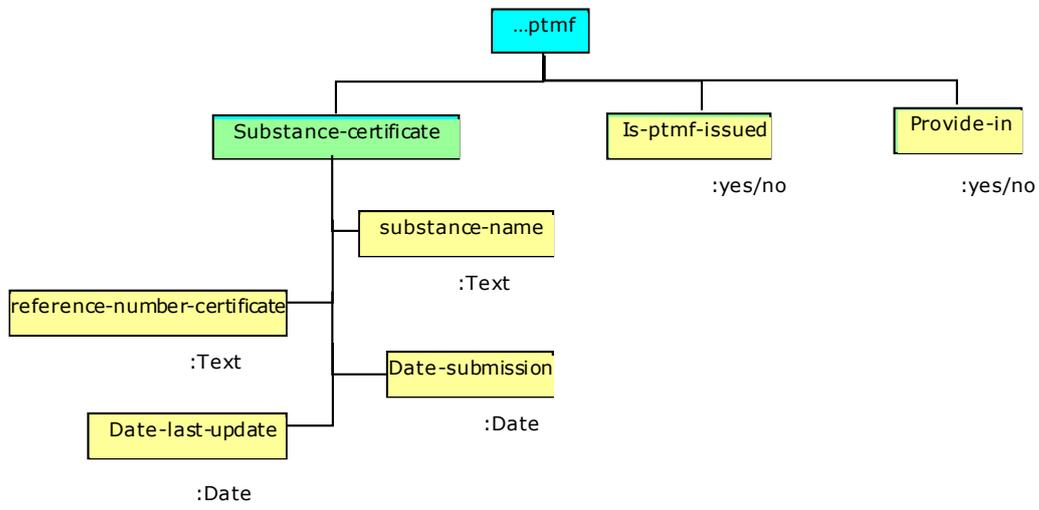 ...ptmf
Substance-certificate
Is-ptmf-issued
Provide-in
:yes/no
:yes/no
substance-name
:Text
reference-number-certificate
:Text
Date-submission
:Date
Date-last-update
:Date